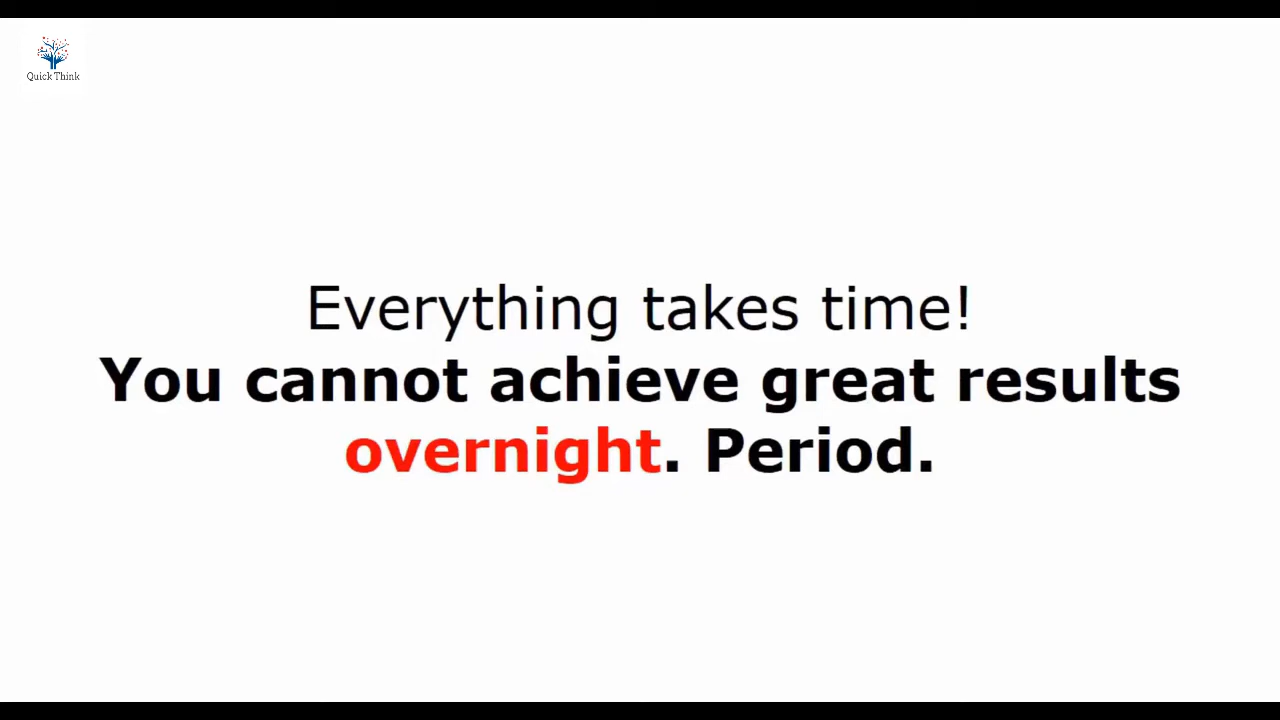 Quick Think
Everything takes time!
You cannot achieve great results
overnight. Period.